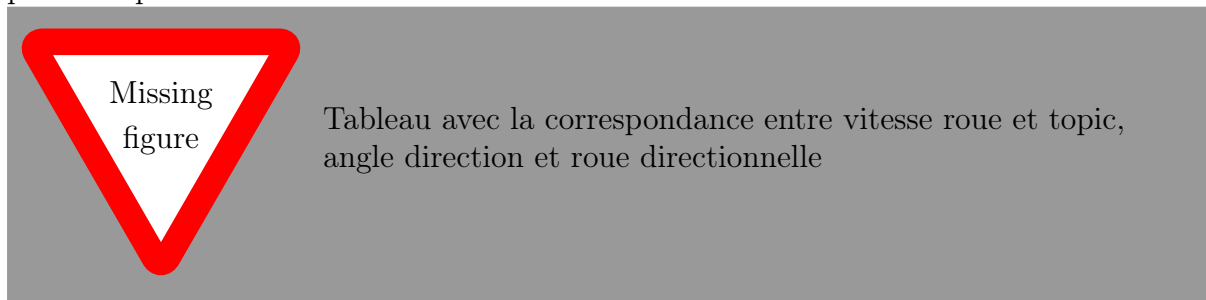 Missing
figure
Tableau avec la correspondance entre vitesse roue et topic,
angle direction et roue directionnelle